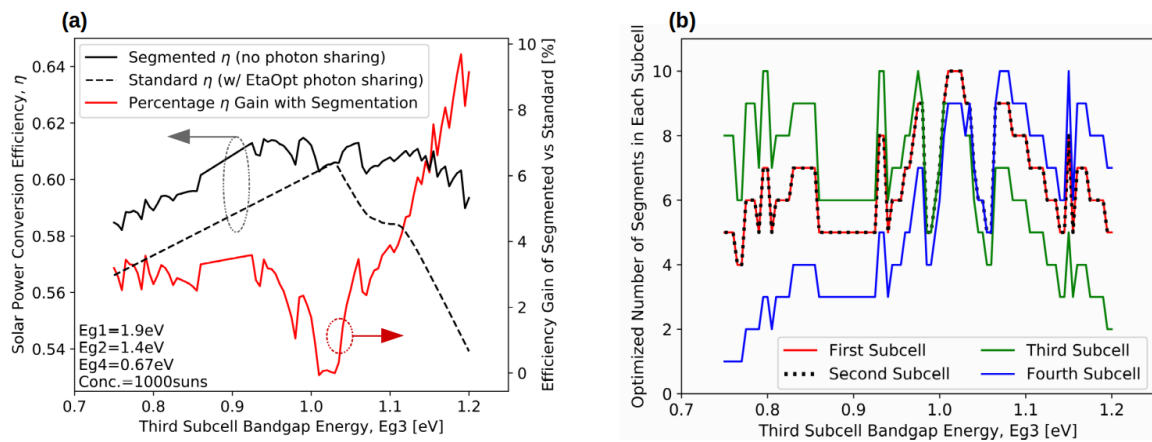 (a)
Segmented η (no photon sharing)
Standard η (w/ EtaOpt photon sharing)
Percentage η Gain with Segmentation
Solar Power Conversion Efficiency, η
0.64
0.62
0.60
0.58
0.56
0.54
10
8
6
4
2
0
Efficiency Gain of Segmented vs Standard [%]
Eg1=1.9eV
Eg2=1.4eV
Eg4=0.67eV
Conc.=1000suns
0.7 0.8 0.9 1.0 1.1 1.2
Third Subcell Bandgap Energy, Eg3 [eV]
(b)
Optimized Number of Segments in Each Subcell
10
8
6
4
2
0
First Subcell
Second Subcell
Third Subcell
Fourth Subcell
0.7 0.8 0.9 1.0 1.1 1.2
Third Subcell Bandgap Energy, Eg3 [eV]